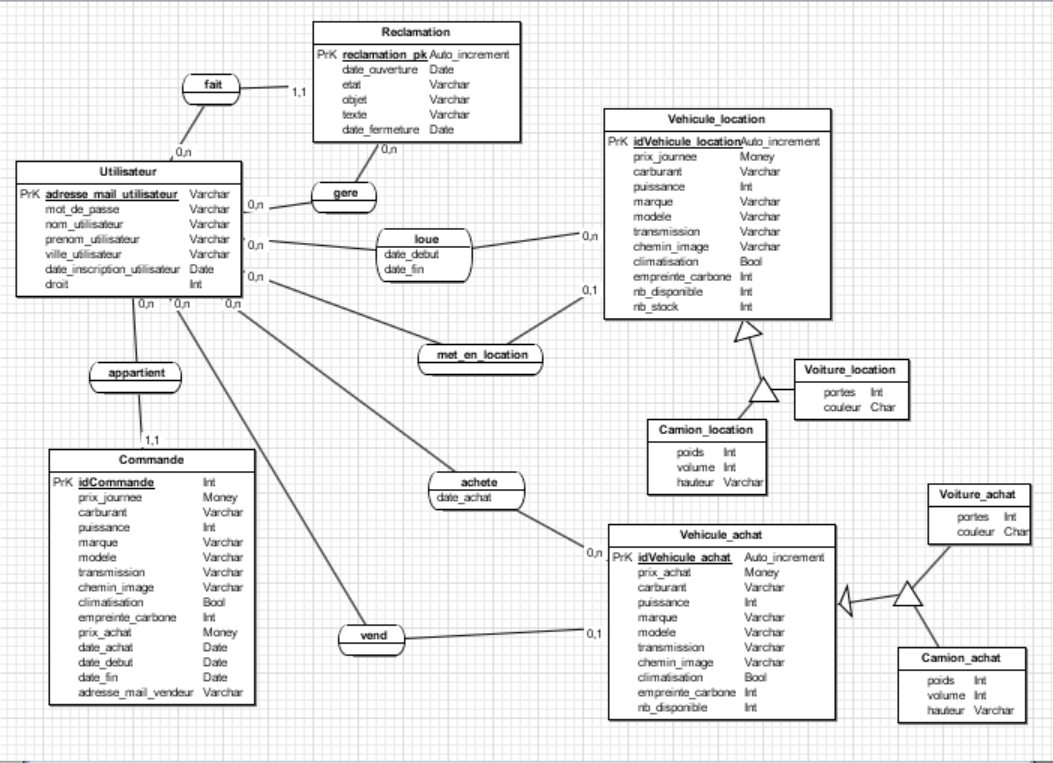 Reclamation
PrK reclamation_pk Auto_increment
date_ouverture Date
etat Varchar
objet Varchar
texte Varchar
date_fermeture Date
fait
1,1
0,n
0,n
gere
0,n
Utilisateur
PrK adresse_mail_utilisateur Varchar
mot_de_passe Varchar
nom_utilisateur Varchar
prenom_utilisateur Varchar
ville_utilisateur Varchar
date_inscription_utilisateur Date
droit Int
0,n
loue
date_debut
date_fin
0,n
0,n
met_en_location
0,1
Vehicule_location
PrK idVehicule_location Auto_increment
prix_journee Money
carburant Varchar
puissance Int
marque Varchar
modele Varchar
transmission Varchar
chemin_image Varchar
climatisation Bool
empreinte_carbone Int
nb_disponible Int
nb_stock Int
Voiture_location
portes Int
couleur Char
Camion_location
poids Int
volume Int
hauteur Varchar
0,n
0,n
0,n
appartient
1,1
Commande
PrK idCommande Int
prix_journee Money
carburant Varchar
puissance Int
marque Varchar
modele Varchar
transmission Varchar
chemin_image Varchar
climatisation Bool
empreinte_carbone Int
prix_achat Money
date_achat Date
date_debut Date
date_fin Date
adresse_mail_vendeur Varchar
achete
date_achat
0,n
vend
0,1
Vehicule_achat
PrK idVehicule_achat Auto_increment
prix_achat Money
carburant Varchar
puissance Int
marque Varchar
modele Varchar
transmission Varchar
chemin_image Varchar
climatisation Bool
empreinte_carbone Int
nb_disponible Int
Voiture_achat
portes Int
couleur Char
Camion_achat
poids Int
volume Int
hauteur Varchar